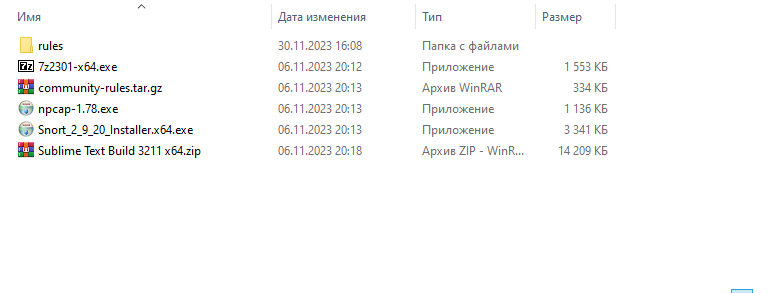 Имя Дата изменения Тип Размер
rules 30.11.2023 16:08 Папка с файлами
7z2301-x64.exe 06.11.2023 20:12 Приложение 1 553 КБ
community-rules.tar.gz 06.11.2023 20:13 Архив WinRAR 334 КБ
npcap-1.78.exe 06.11.2023 20:13 Приложение 1 136 КБ
Snort_2_9_20_Installer.x64.exe 06.11.2023 20:13 Приложение 3 341 КБ
Sublime Text Build 3211 x64.zip 06.11.2023 20:18 Архив ZIP - WinR... 14 209 КБ